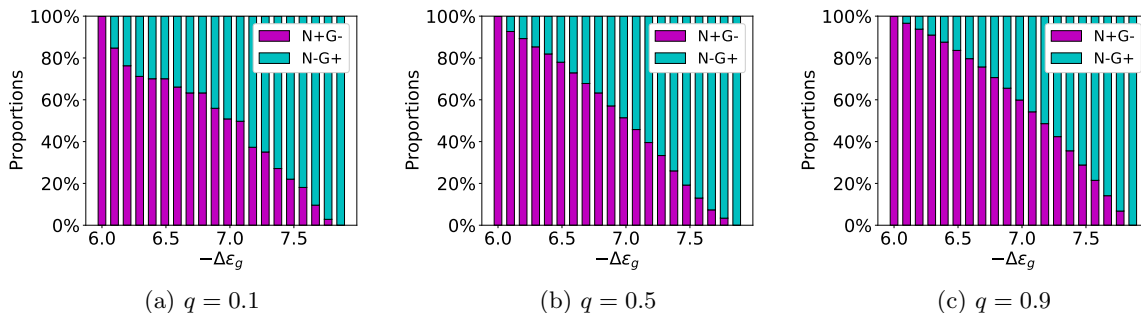 100%
80%
60%
40%
20%
0%
Proportions
N+G-
N-G+
6.0 6.5 7.0 7.5
−Δε_g
(a) q = 0.1
100%
80%
60%
40%
20%
0%
Proportions
N+G-
N-G+
6.0 6.5 7.0 7.5
−Δε_g
(b) q = 0.5
100%
80%
60%
40%
20%
0%
Proportions
N+G-
N-G+
6.0 6.5 7.0 7.5
−Δε_g
(c) q = 0.9